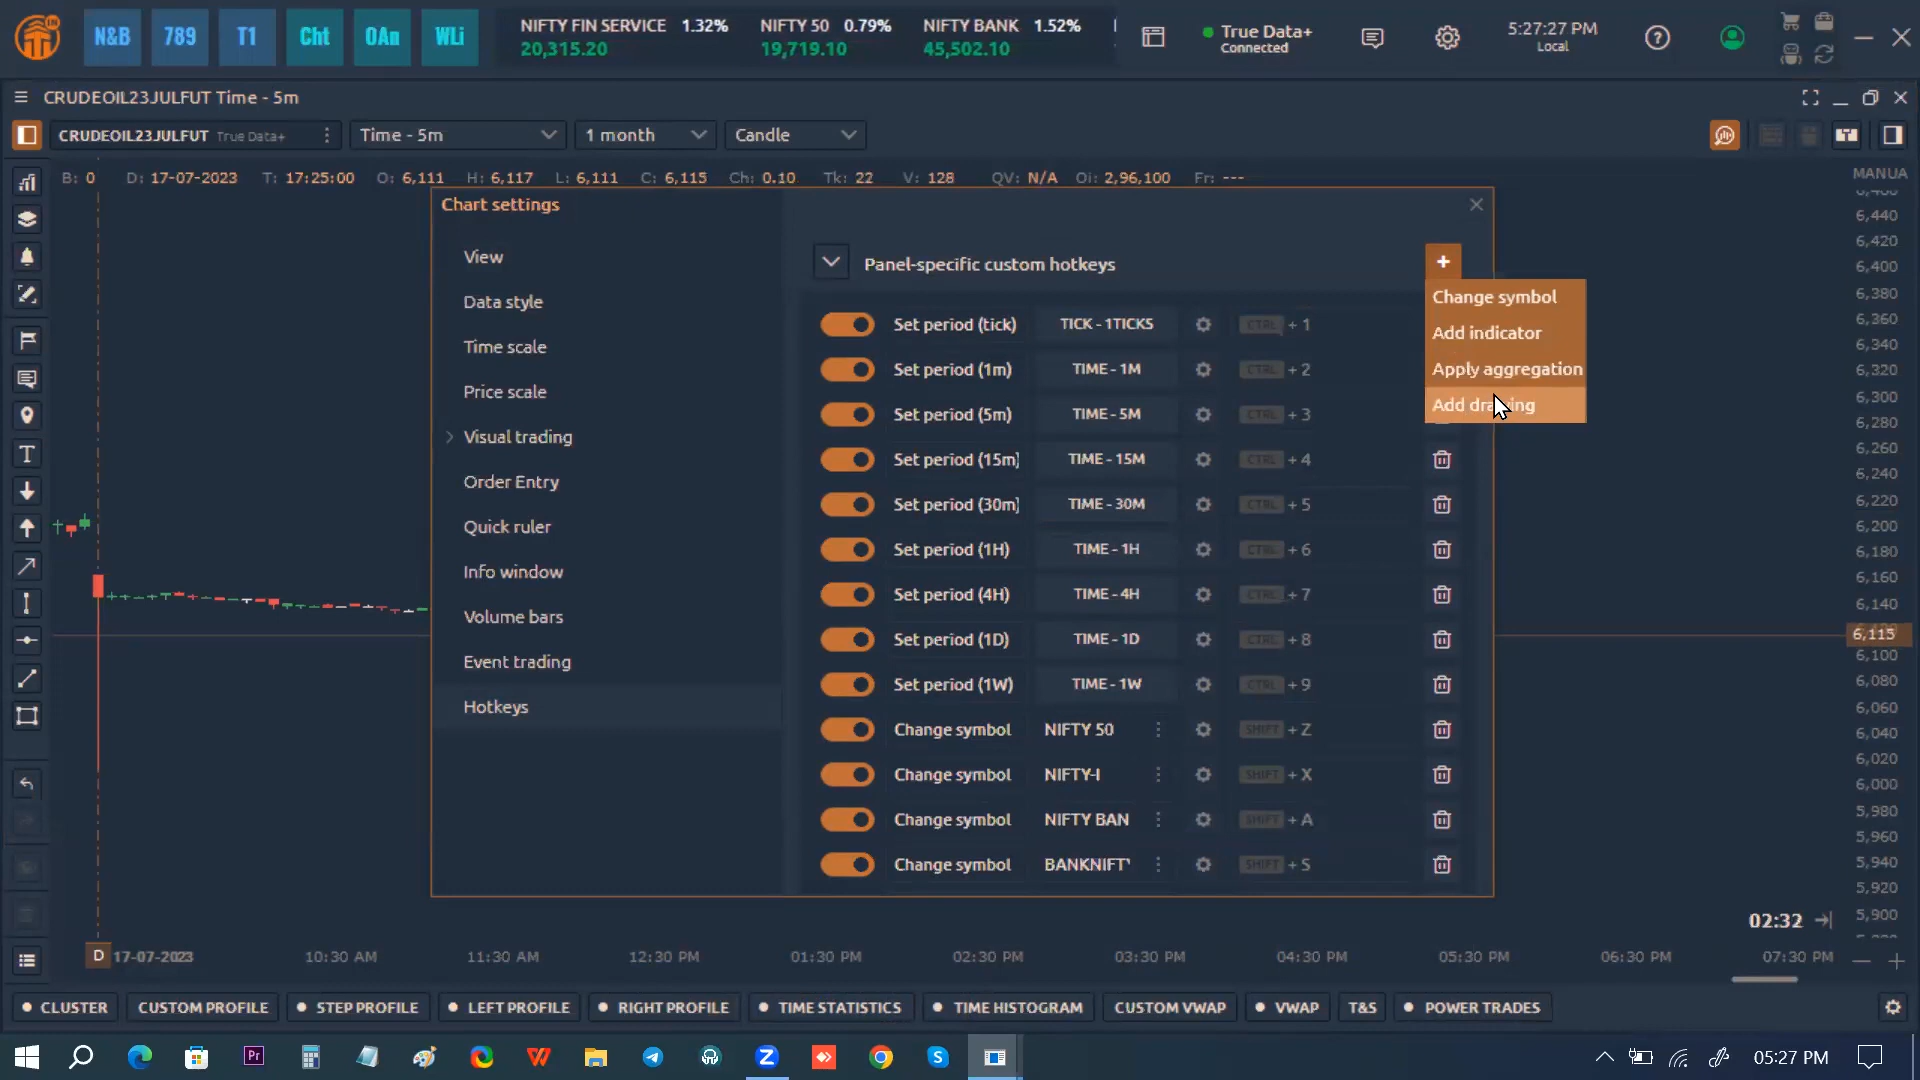 N&B
789
T1
Cht
OAn
WLi
NIFTY FIN SERVICE 1.32%
20,315.20
NIFTY 50 0.79%
19,719.10
NIFTY BANK 1.52%
45,502.10
True Data+
Connected
5:27:27 PM
Local
CRUDEOIL23JULFUT Time - 5m
CRUDEOIL23JULFUT True Data+
Time - 5m
1 month
Candle
B: 0 D: 17-07-2023 T: 17:25:00 O: 6,111 H: 6,117 L: 6,111 C: 6,115 Ch: 0.10 Tk: 22 V: 128 QV: N/A Oi: 2,96,100 Fr: ---
MANUA
Chart settings
View
Data style
Time scale
Price scale
Visual trading
Order Entry
Quick ruler
Info window
Volume bars
Event trading
Hotkeys
Panel-specific custom hotkeys
+
Change symbol
Add indicator
Apply aggregation
Add
Set period (tick) TICK - 1TICKS CTRL + 1
Set period (1m) TIME - 1M CTRL + 2
Set period (5m) TIME - 5M CTRL + 3
Set period (15m) TIME - 15M CTRL + 4
Set period (30m) TIME - 30M CTRL + 5
Set period (1H) TIME - 1H CTRL + 6
Set period (4H) TIME - 4H CTRL + 7
Set period (1D) TIME - 1D CTRL + 8
Set period (1W) TIME - 1W CTRL + 9
Change symbol NIFTY 50 SHIFT + Z
Change symbol NIFTY-I SHIFT + X
Change symbol NIFTY BAN SHIFT + A
Change symbol BANKNIFT SHIFT + S
6,440
6,420
6,400
6,380
6,360
6,340
6,320
6,300
6,280
6,260
6,240
6,220
6,200
6,180
6,160
6,140
6,115
6,100
6,080
6,060
6,040
6,020
6,000
5,980
5,960
5,940
5,920
5,900
02:32
D 17-07-2023 10:30 AM 11:30 AM 12:30 PM 01:30 PM 02:30 PM 03:30 PM 04:30 PM 05:30 PM 06:30 PM 07:30 PM
CLUSTER
CUSTOM PROFILE
STEP PROFILE
LEFT PROFILE
RIGHT PROFILE
TIME STATISTICS
TIME HISTOGRAM
CUSTOM VWAP
VWAP
T&S
POWER TRADES
05:27 PM